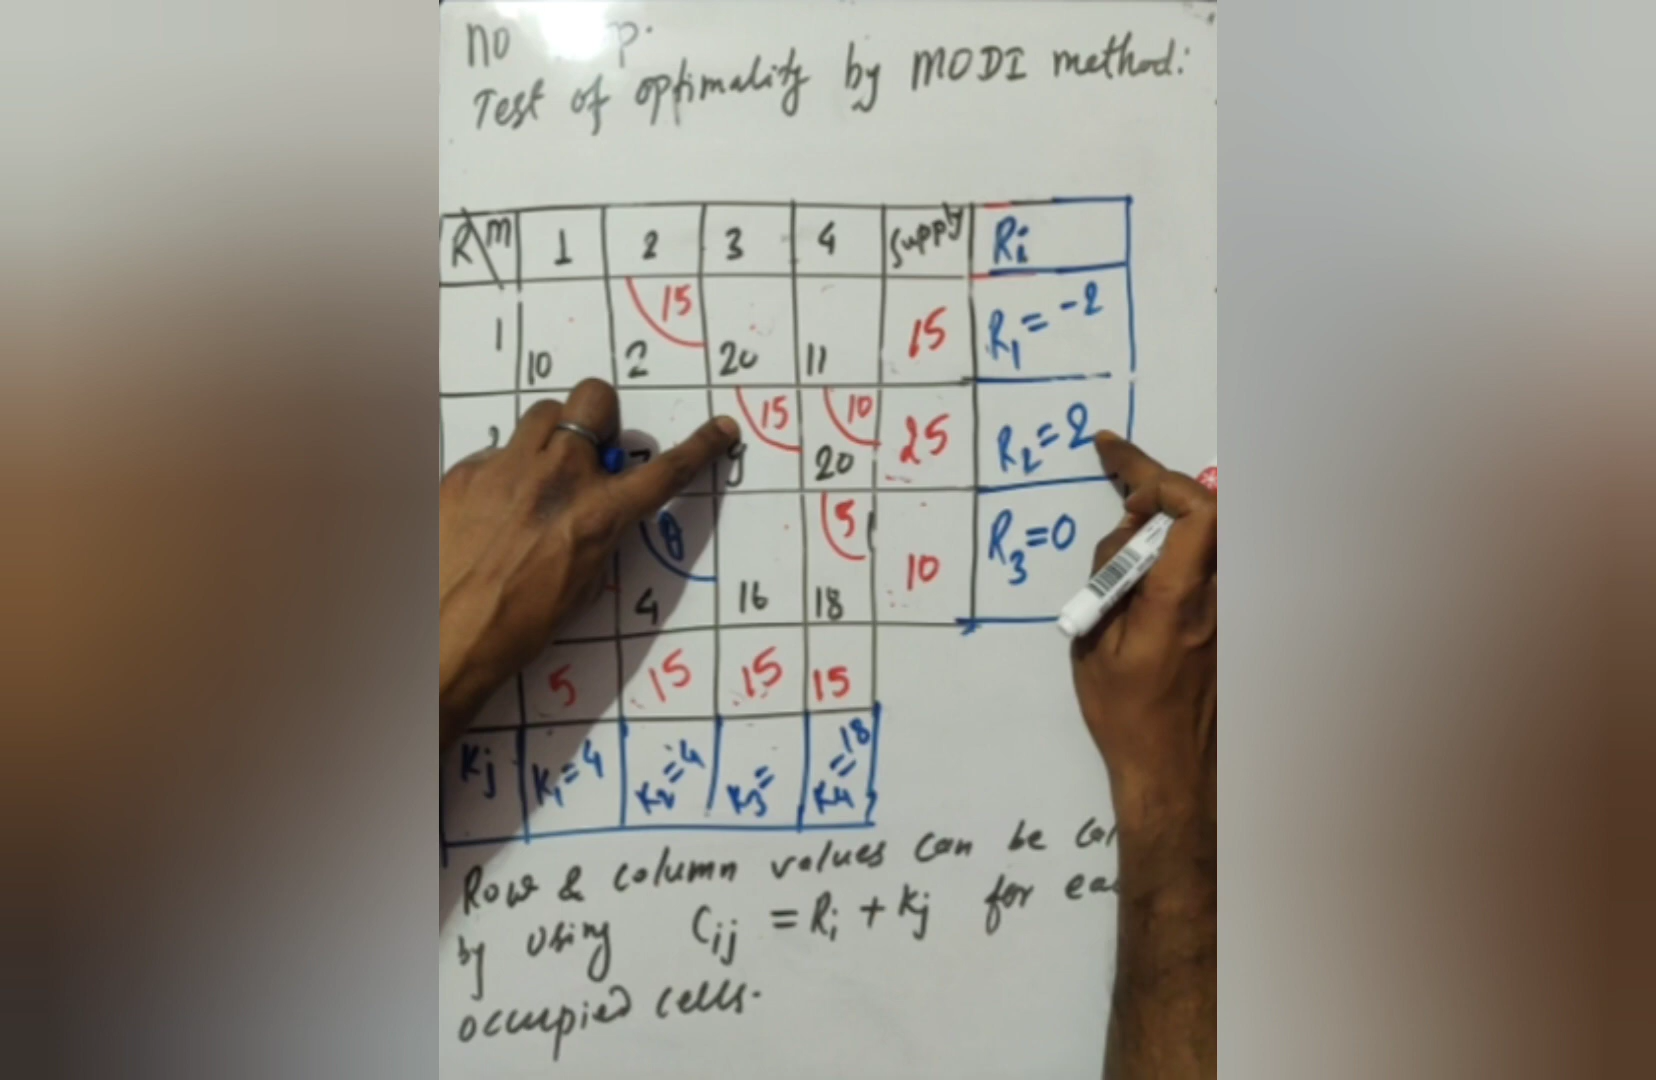 no
Test of optimality by MODI method:
R m 1 2 3 4 supply Ri
1 10 2 15 20 11 15 R1 = -2
9 15 20 10 25 R2 = 2
4 θ 16 18 5 10 R3 = 0
5 15 15 15
Kj K1 = 4 K2 = 4 K3 = K4 = 18
Row & column values can be
by using Cij = Ri + Kj for
occupied cells.